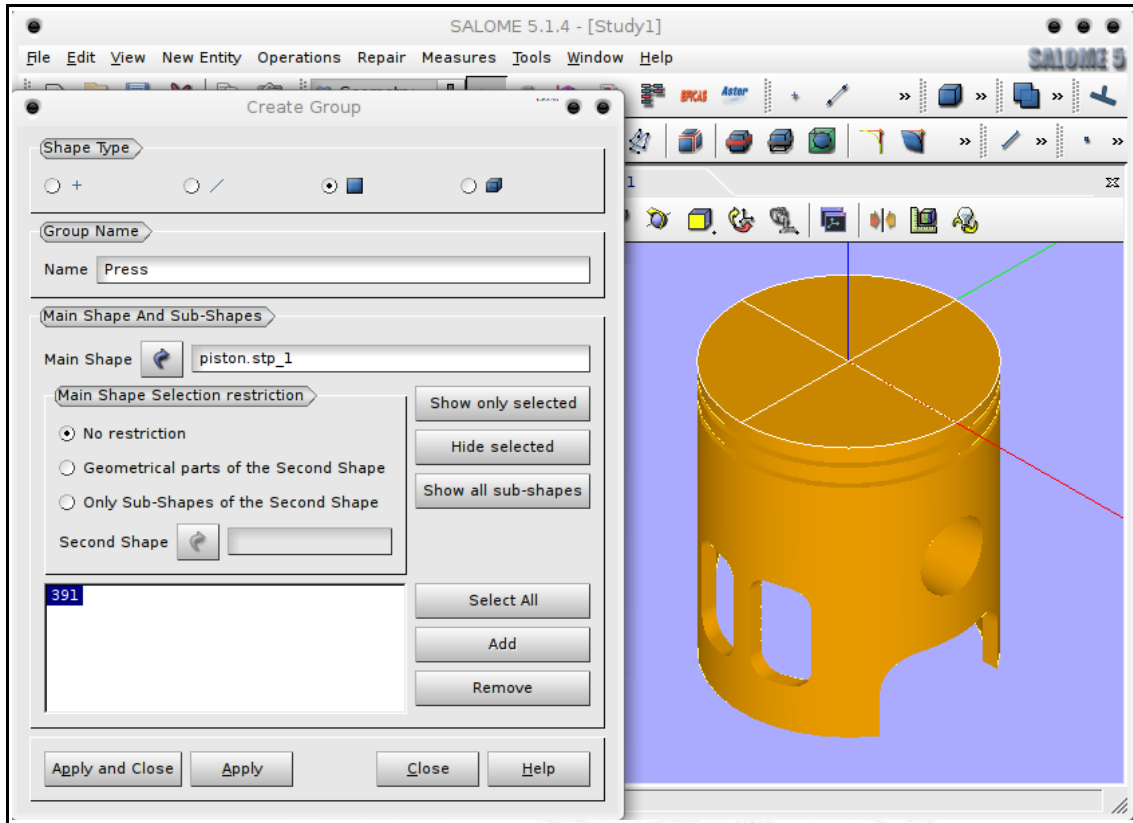 SALOME 5.1.4 - [Study1]
File Edit View New Entity Operations Repair Measures Tools Window Help
SALOME 5
EFICAS Aster » » »
Create Group
» » »
Shape Type
1
Group Name
Name Press
Main Shape And Sub-Shapes
Main Shape piston.stp_1
Main Shape Selection restriction
Show only selected
No restriction
Hide selected
Geometrical parts of the Second Shape
Show all sub-shapes
Only Sub-Shapes of the Second Shape
Second Shape
391
Select All
Add
Remove
Apply and Close Apply Close Help